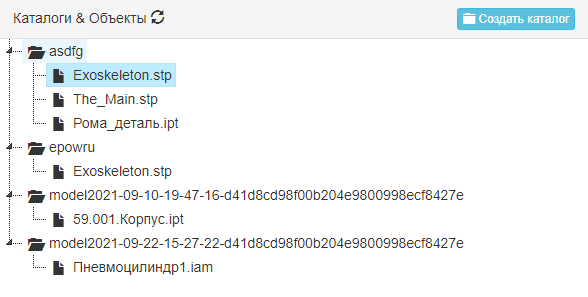 Каталоги & Объекты
Создать каталог
asdfg
Exoskeleton.stp
The_Main.stp
Рома_деталь.ipt
epowru
Exoskeleton.stp
model2021-09-10-19-47-16-d41d8cd98f00b204e9800998ecf8427e
59.001.Корпус.ipt
model2021-09-22-15-27-22-d41d8cd98f00b204e9800998ecf8427e
Пневмоцилиндр1.iam